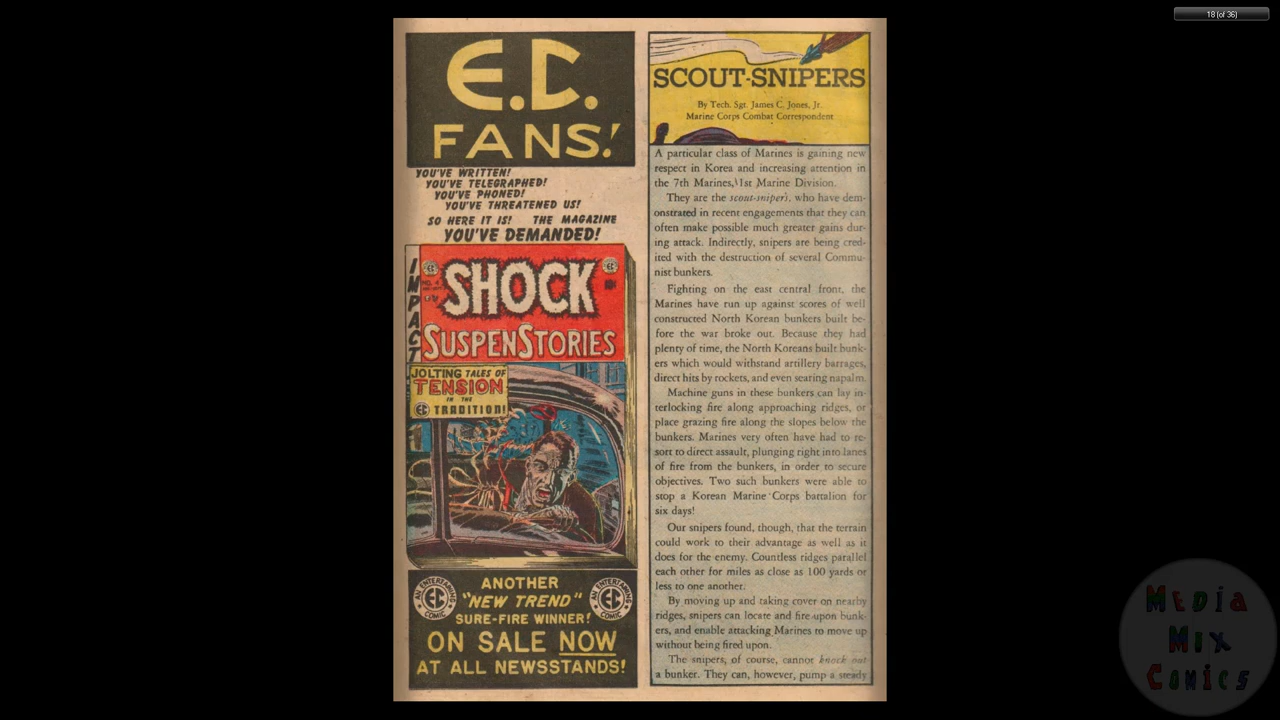 18 (of 36)
E.C.
FANS!
YOU'VE WRITTEN!
YOU'VE TELEGRAPHED!
YOU'VE PHONED!
YOU'VE THREATENED US!
SO HERE IT IS! THE MAGAZINE
YOU'VE DEMANDED!
IMPACT
SHOCK
SUSPENSTORIES
JOLTING TALES OF
TENSION
IN THE
EC TRADITION!
AN ENTERTAINING
EC
COMIC
ANOTHER
"NEW TREND"
SURE-FIRE WINNER!
AN ENTERTAINING
EC
COMIC
ON SALE NOW
AT ALL NEWSSTANDS!
SCOUT-SNIPERS
By Tech. Sgt. James C. Jones, Jr.
Marine Corps Combat Correspondent
A particular class of Marines is gaining new
respect in Korea and increasing attention in
the 7th Marines, 1st Marine Division.
They are the scout-snipers, who have dem-
onstrated in recent engagements that they can
often make possible much greater gains dur-
ing attack. Indirectly, snipers are being cred-
ited with the destruction of several Commu-
nist bunkers.
Fighting on the east central front, the
Marines have run up against scores of well
constructed North Korean bunkers built be-
fore the war broke out. Because they had
plenty of time, the North Koreans built bunk-
ers which would withstand artillery barrages,
direct hits by rockets, and even searing napalm.
Machine guns in these bunkers can lay in-
terlocking fire along approaching ridges, or
place grazing fire along the slopes below the
bunkers. Marines very often have had to re-
sort to direct assault, plunging right into lanes
of fire from the bunkers, in order to secure
objectives. Two such bunkers were able to
stop a Korean Marine Corps battalion for
six days!
Our snipers found, though, that the terrain
could work to their advantage as well as it
does for the enemy. Countless ridges parallel
each other for miles as close as 100 yards or
less to one another.
By moving up and taking cover on nearby
ridges, snipers can locate and fire upon bunk-
ers, and enable attacking Marines to move up
without being fired upon.
The snipers, of course, cannot knock out
a bunker. They can, however, pump a steady
Media
Mix
Comics